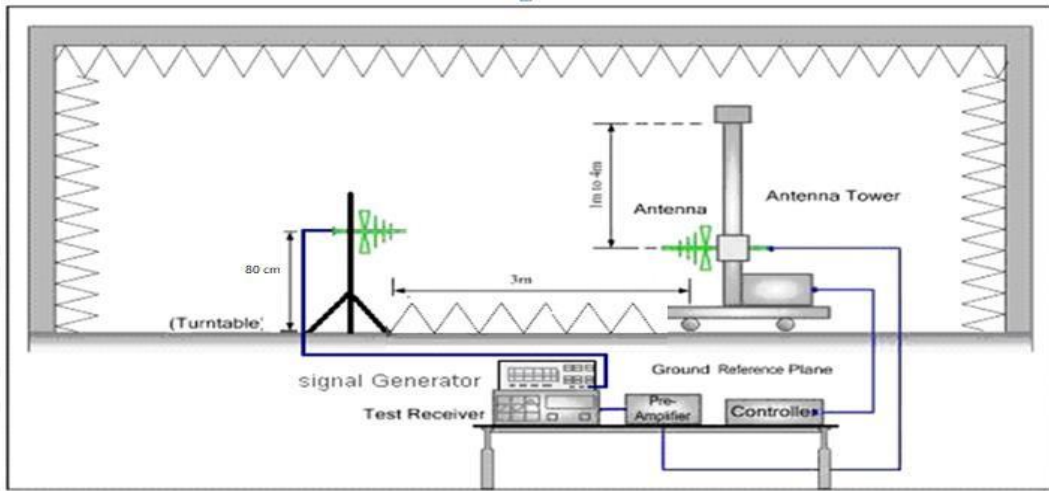 1m to 4m
Antenna
Antenna Tower
80 cm
3m
(Turntable)
Ground Reference Plane
signal Generator
Test Receiver
Pre-
Amplifier
Controller